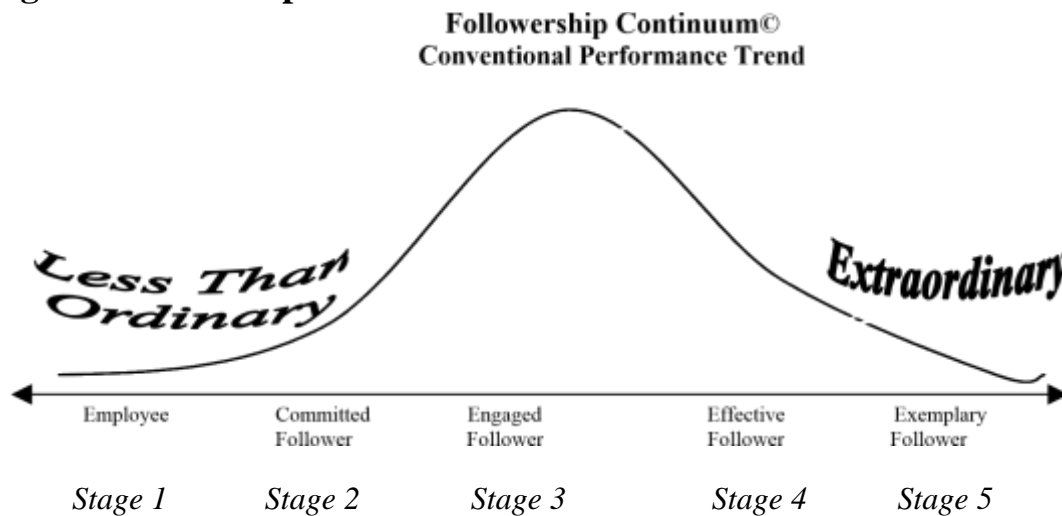 Followership Continuum©
Conventional Performance Trend
Less Than
Ordinary
Extraordinary
Employee
Committed
Follower
Engaged
Follower
Effective
Follower
Exemplary
Follower
Stage 1
Stage 2
Stage 3
Stage 4
Stage 5